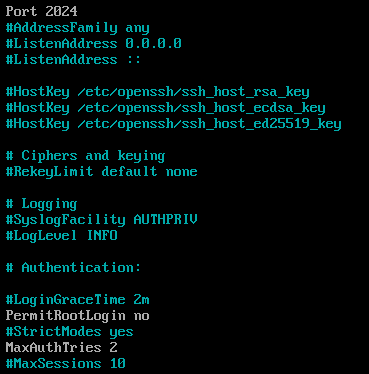 Port 2024
#AddressFamily any
#ListenAddress 0.0.0.0
#ListenAddress ::
#HostKey /etc/openssh/ssh_host_rsa_key
#HostKey /etc/openssh/ssh_host_ecdsa_key
#HostKey /etc/openssh/ssh_host_ed25519_key
# Ciphers and keying
#RekeyLimit default none
# Logging
#SyslogFacility AUTHPRIV
#LogLevel INFO
# Authentication:
#LoginGraceTime 2m
PermitRootLogin no
#StrictModes yes
MaxAuthTries 2
#MaxSessions 10